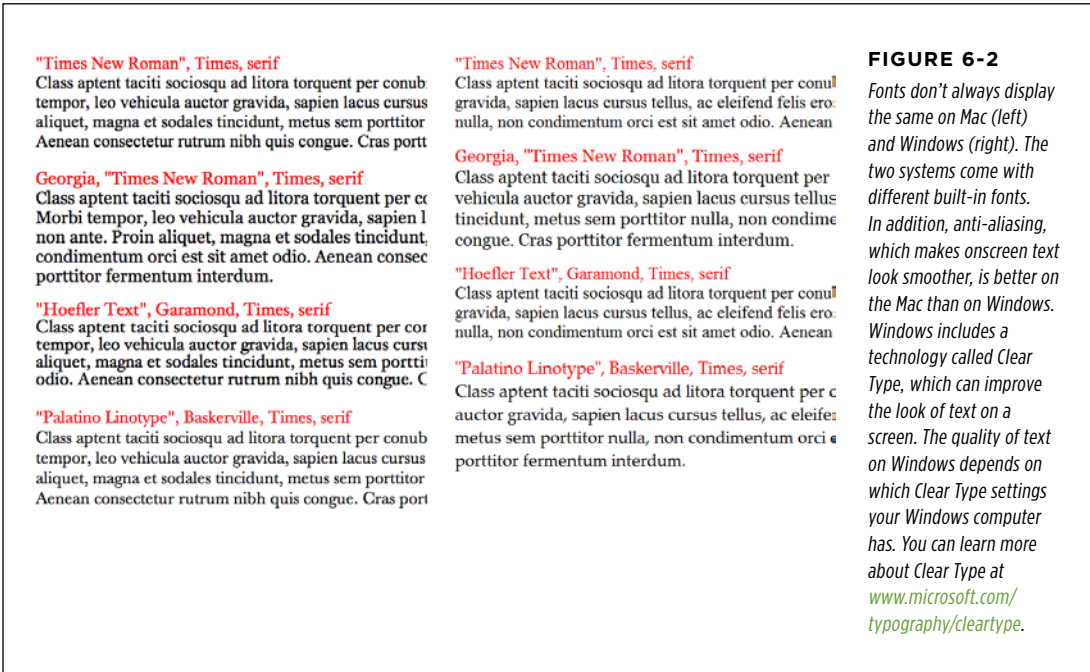 "Times New Roman", Times, serif
Class aptent taciti sociosqu ad litora torquent per conub
tempor, leo vehicula auctor gravida, sapien lacus cursus
aliquet, magna et sodales tincidunt, metus sem porttitor
Aenean consectetur rutrum nibh quis congue. Cras portt
Georgia, "Times New Roman", Times, serif
Class aptent taciti sociosqu ad litora torquent per co
Morbi tempor, leo vehicula auctor gravida, sapien l
non ante. Proin aliquet, magna et sodales tincidunt,
condimentum orci est sit amet odio. Aenean consec
porttitor fermentum interdum.
"Hoefler Text", Garamond, Times, serif
Class aptent taciti sociosqu ad litora torquent per cor
tempor, leo vehicula auctor gravida, sapien lacus cursu
aliquet, magna et sodales tincidunt, metus sem porttit
odio. Aenean consectetur rutrum nibh quis congue. C
"Palatino Linotype", Baskerville, Times, serif
Class aptent taciti sociosqu ad litora torquent per conub
tempor, leo vehicula auctor gravida, sapien lacus cursus
aliquet, magna et sodales tincidunt, metus sem porttitor
Aenean consectetur rutrum nibh quis congue. Cras port
"Times New Roman", Times, serif
Class aptent taciti sociosqu ad litora torquent per conu
gravida, sapien lacus cursus tellus, ac eleifend felis ero
nulla, non condimentum orci est sit amet odio. Aenean
Georgia, "Times New Roman", Times, serif
Class aptent taciti sociosqu ad litora torquent per
vehicula auctor gravida, sapien lacus cursus tellus
tincidunt, metus sem porttitor nulla, non condime
congue. Cras porttitor fermentum interdum.
"Hoefler Text", Garamond, Times, serif
Class aptent taciti sociosqu ad litora torquent per conu
gravida, sapien lacus cursus tellus, ac eleifend felis ero
nulla, non condimentum orci est sit amet odio. Aenean
"Palatino Linotype", Baskerville, Times, serif
Class aptent taciti sociosqu ad litora torquent per c
auctor gravida, sapien lacus cursus tellus, ac eleife
metus sem porttitor nulla, non condimentum orci e
porttitor fermentum interdum.
FIGURE 6-2
Fonts don't always display
the same on Mac (left)
and Windows (right). The
two systems come with
different built-in fonts.
In addition, anti-aliasing,
which makes onscreen text
look smoother, is better on
the Mac than on Windows.
Windows includes a
technology called Clear
Type, which can improve
the look of text on a
screen. The quality of text
on Windows depends on
which Clear Type settings
your Windows computer
has. You can learn more
about Clear Type at
www.microsoft.com/
typography/cleartype.